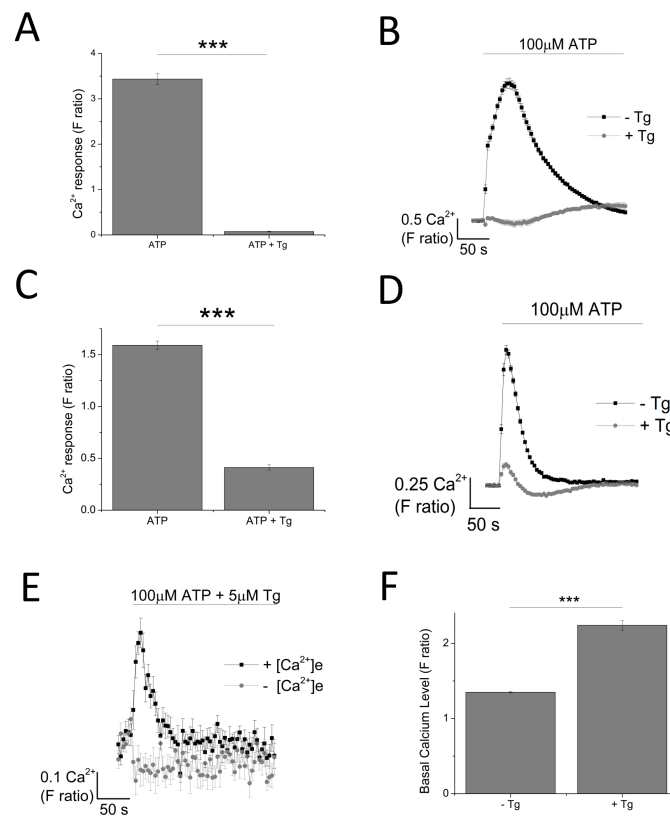 A
***
Ca²⁺ response (F ratio)
4
3
2
1
0
ATP
ATP + Tg
B
100μM ATP
- Tg
+ Tg
0.5 Ca²⁺
(F ratio)
50 s
C
***
Ca²⁺ response (F ratio)
1.5
1.0
0.5
0.0
ATP
ATP + Tg
D
100μM ATP
- Tg
+ Tg
0.25 Ca²⁺
(F ratio)
50 s
E
100μM ATP + 5μM Tg
+ [Ca²⁺]e
- [Ca²⁺]e
0.1 Ca²⁺
(F ratio)
50 s
F
***
Basal Calcium Level (F ratio)
2
1
0
- Tg
+ Tg